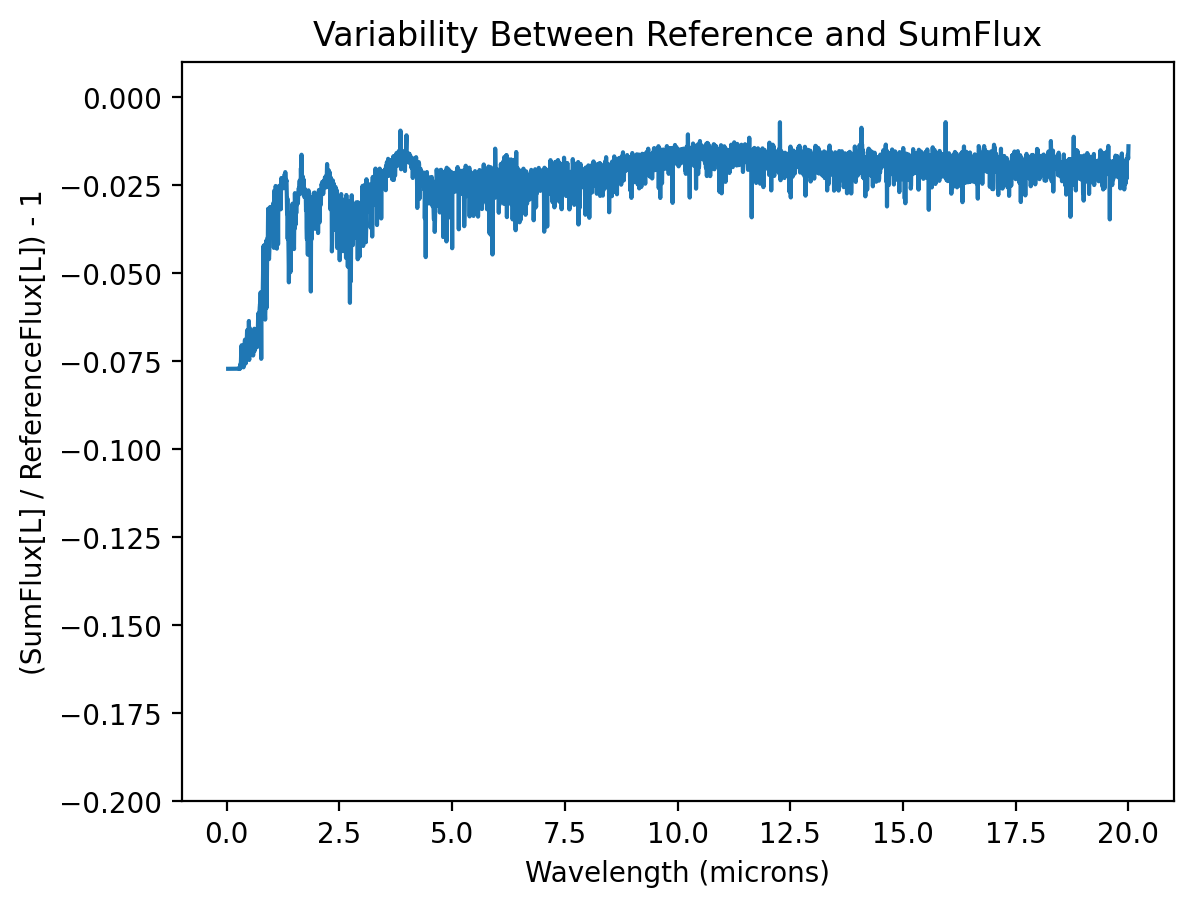 Variability Between Reference and SumFlux
(SumFlux[L] / ReferenceFlux[L]) - 1
0.000
−0.025
−0.050
−0.075
−0.100
−0.125
−0.150
−0.175
−0.200
0.0 2.5 5.0 7.5 10.0 12.5 15.0 17.5 20.0
Wavelength (microns)